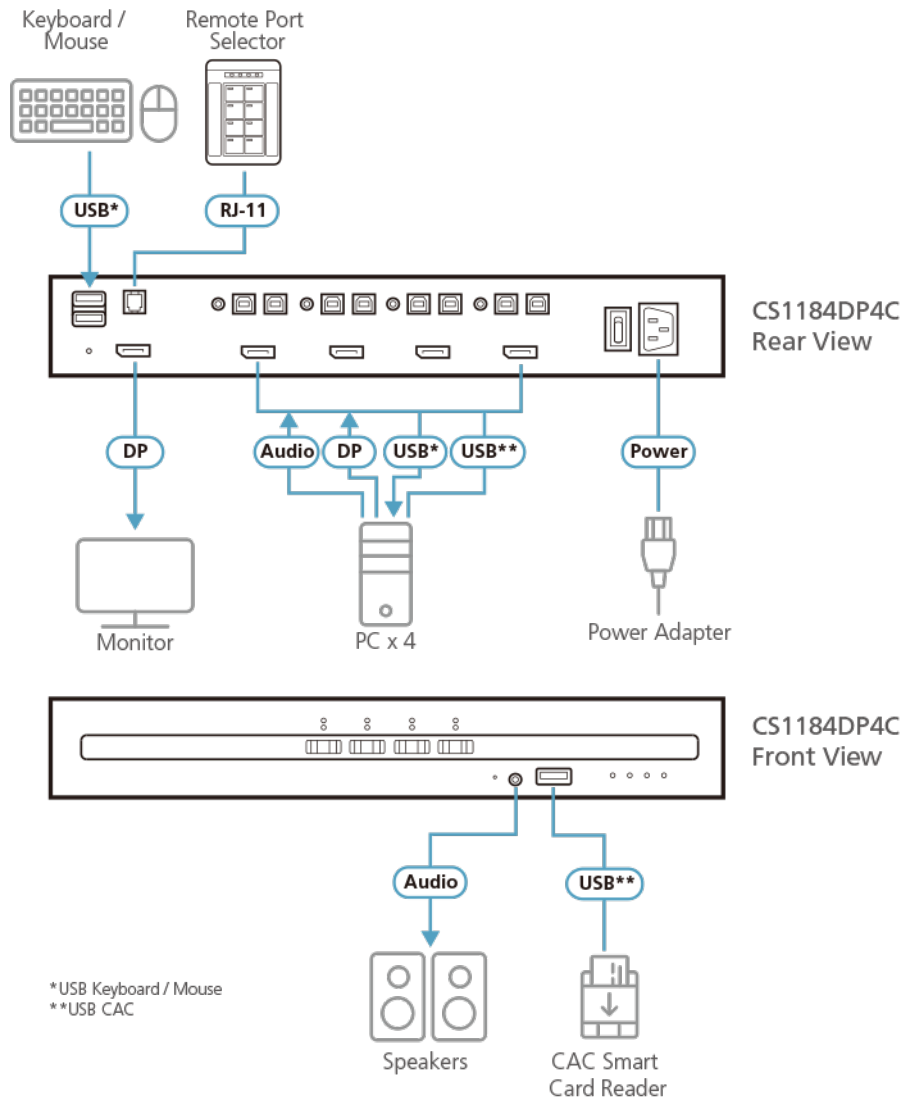 Keyboard /
Mouse
Remote Port
Selector
USB*
RJ-11
CS1184DP4C
Rear View
DP
Audio
DP
USB*
USB**
Power
Monitor
PC x 4
Power Adapter
CS1184DP4C
Front View
Audio
USB**
*USB Keyboard / Mouse
**USB CAC
Speakers
CAC Smart
Card Reader